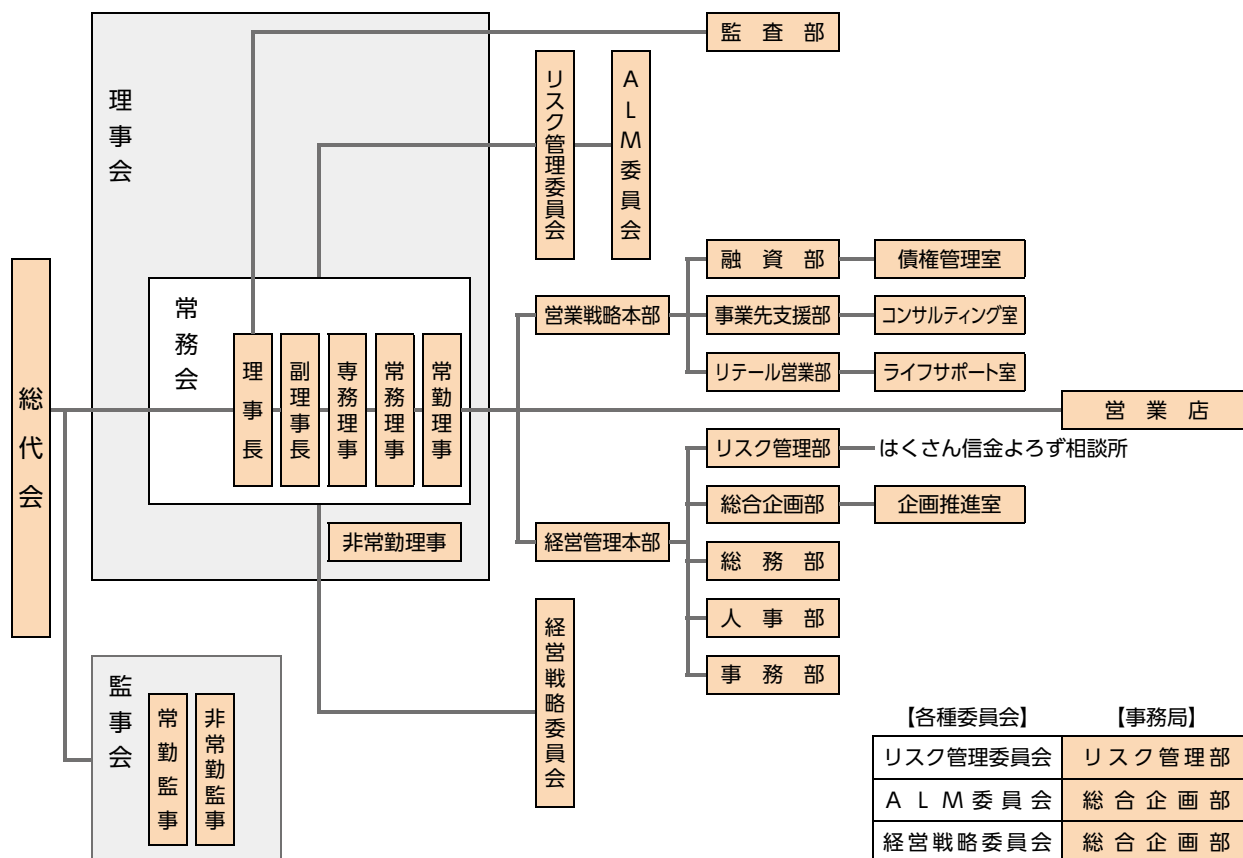 監査部
理事会
リスク管理委員会
ALM委員会
融資部
債権管理室
営業戦略本部
事業先支援部
コンサルティング室
リテール営業部
ライフサポート室
常務会
理事長
副理事長
専務理事
常務理事
常勤理事
総代会
営業店
リスク管理部
はくさん信金よろず相談所
総合企画部
企画推進室
非常勤理事
経営管理本部
総務部
人事部
事務部
経営戦略委員会
監事会
常勤監事
非常勤監事
【各種委員会】 【事務局】
リスク管理委員会 リスク管理部
ALM委員会 総合企画部
経営戦略委員会 総合企画部